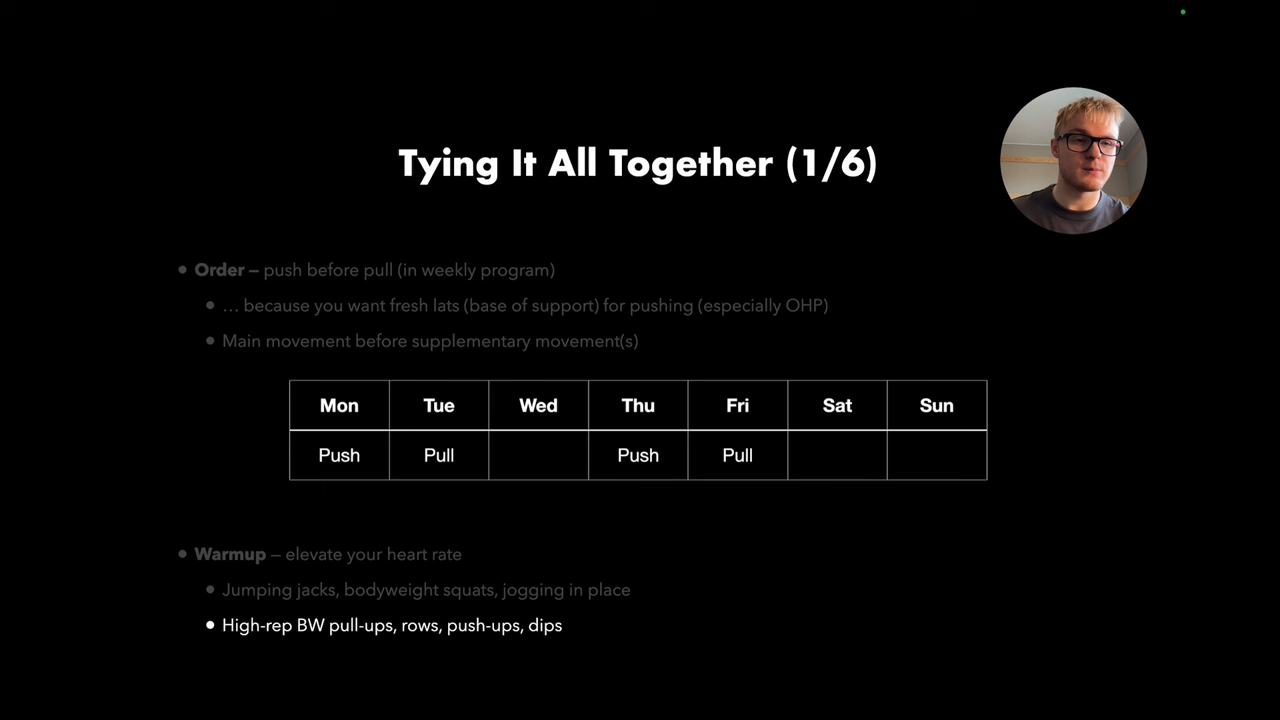 Tying It All Together (1/6)
• Order – push before pull (in weekly program)
• … because you want fresh lats (base of support) for pushing (especially OHP)
• Main movement before supplementary movement(s)
Mon Tue Wed Thu Fri Sat Sun
Push Pull Push Pull
• Warmup – elevate your heart rate
• Jumping jacks, bodyweight squats, jogging in place
• High-rep BW pull-ups, rows, push-ups, dips